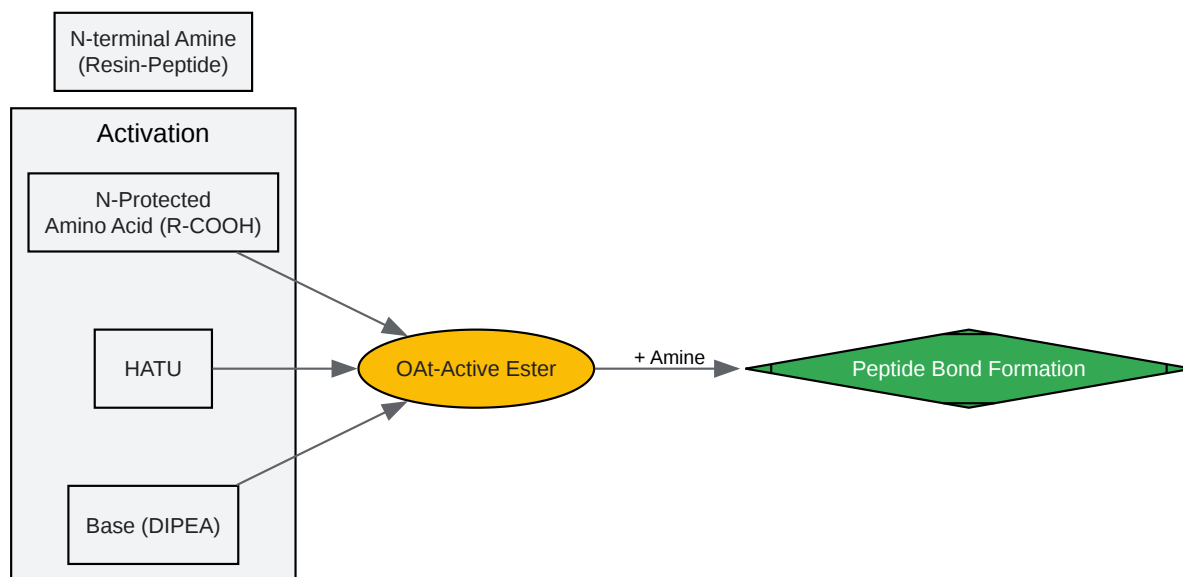 N-terminal Amine
(Resin-Peptide)
Activation
N-Protected
Amino Acid (R-COOH)
HATU
OAt-Active Ester
+ Amine
Peptide Bond Formation
Base (DIPEA)